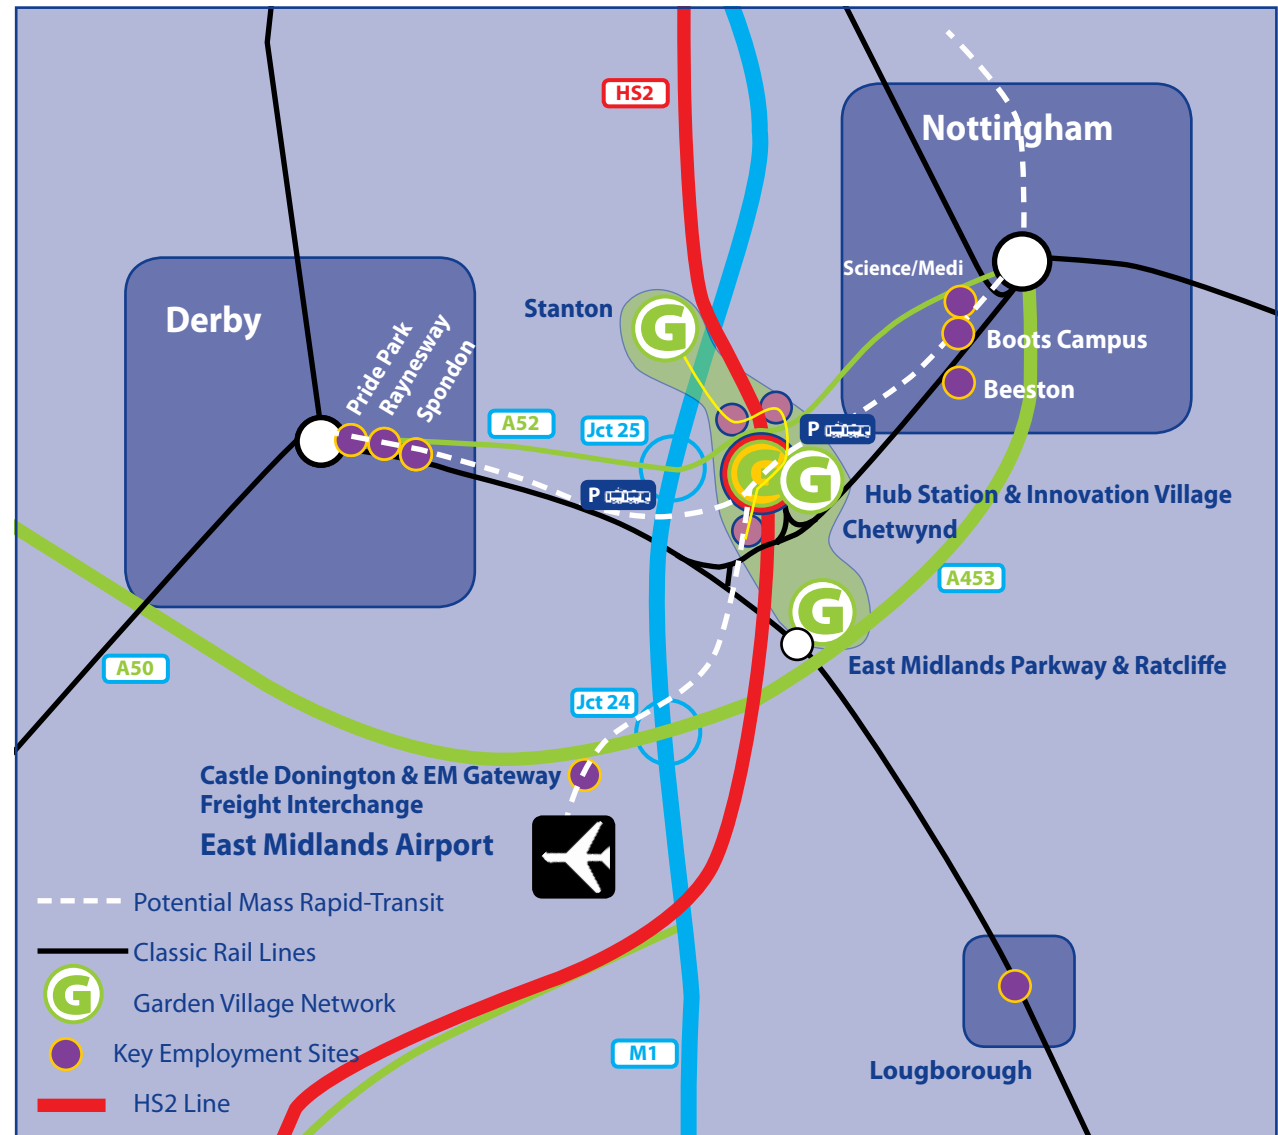 HS2
Nottingham
Science/Medi
Stanton
Derby
Pride Park
Raynesway
Spondon
Boots Campus
Beeston
A52
Jct 25
P
P
G
G
G
G
Hub Station & Innovation Village
Chetwynd
A453
A50
East Midlands Parkway & Ratcliffe
Jct 24
Castle Donington & EM Gateway
Freight Interchange
East Midlands Airport
Potential Mass Rapid-Transit
Classic Rail Lines
G
Garden Village Network
Key Employment Sites
M1
Lougborough
HS2 Line